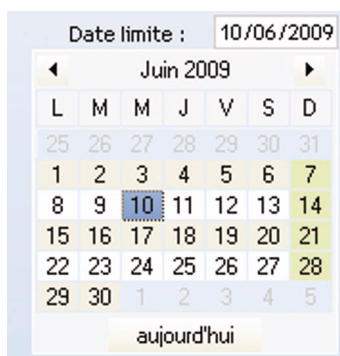 Date limite : 10/06/2009
Juin 2009
L M M J V S D
25 26 27 28 29 30 31
1 2 3 4 5 6 7
8 9 10 11 12 13 14
15 16 17 18 19 20 21
22 23 24 25 26 27 28
29 30 1 2 3 4 5
aujourd'hui